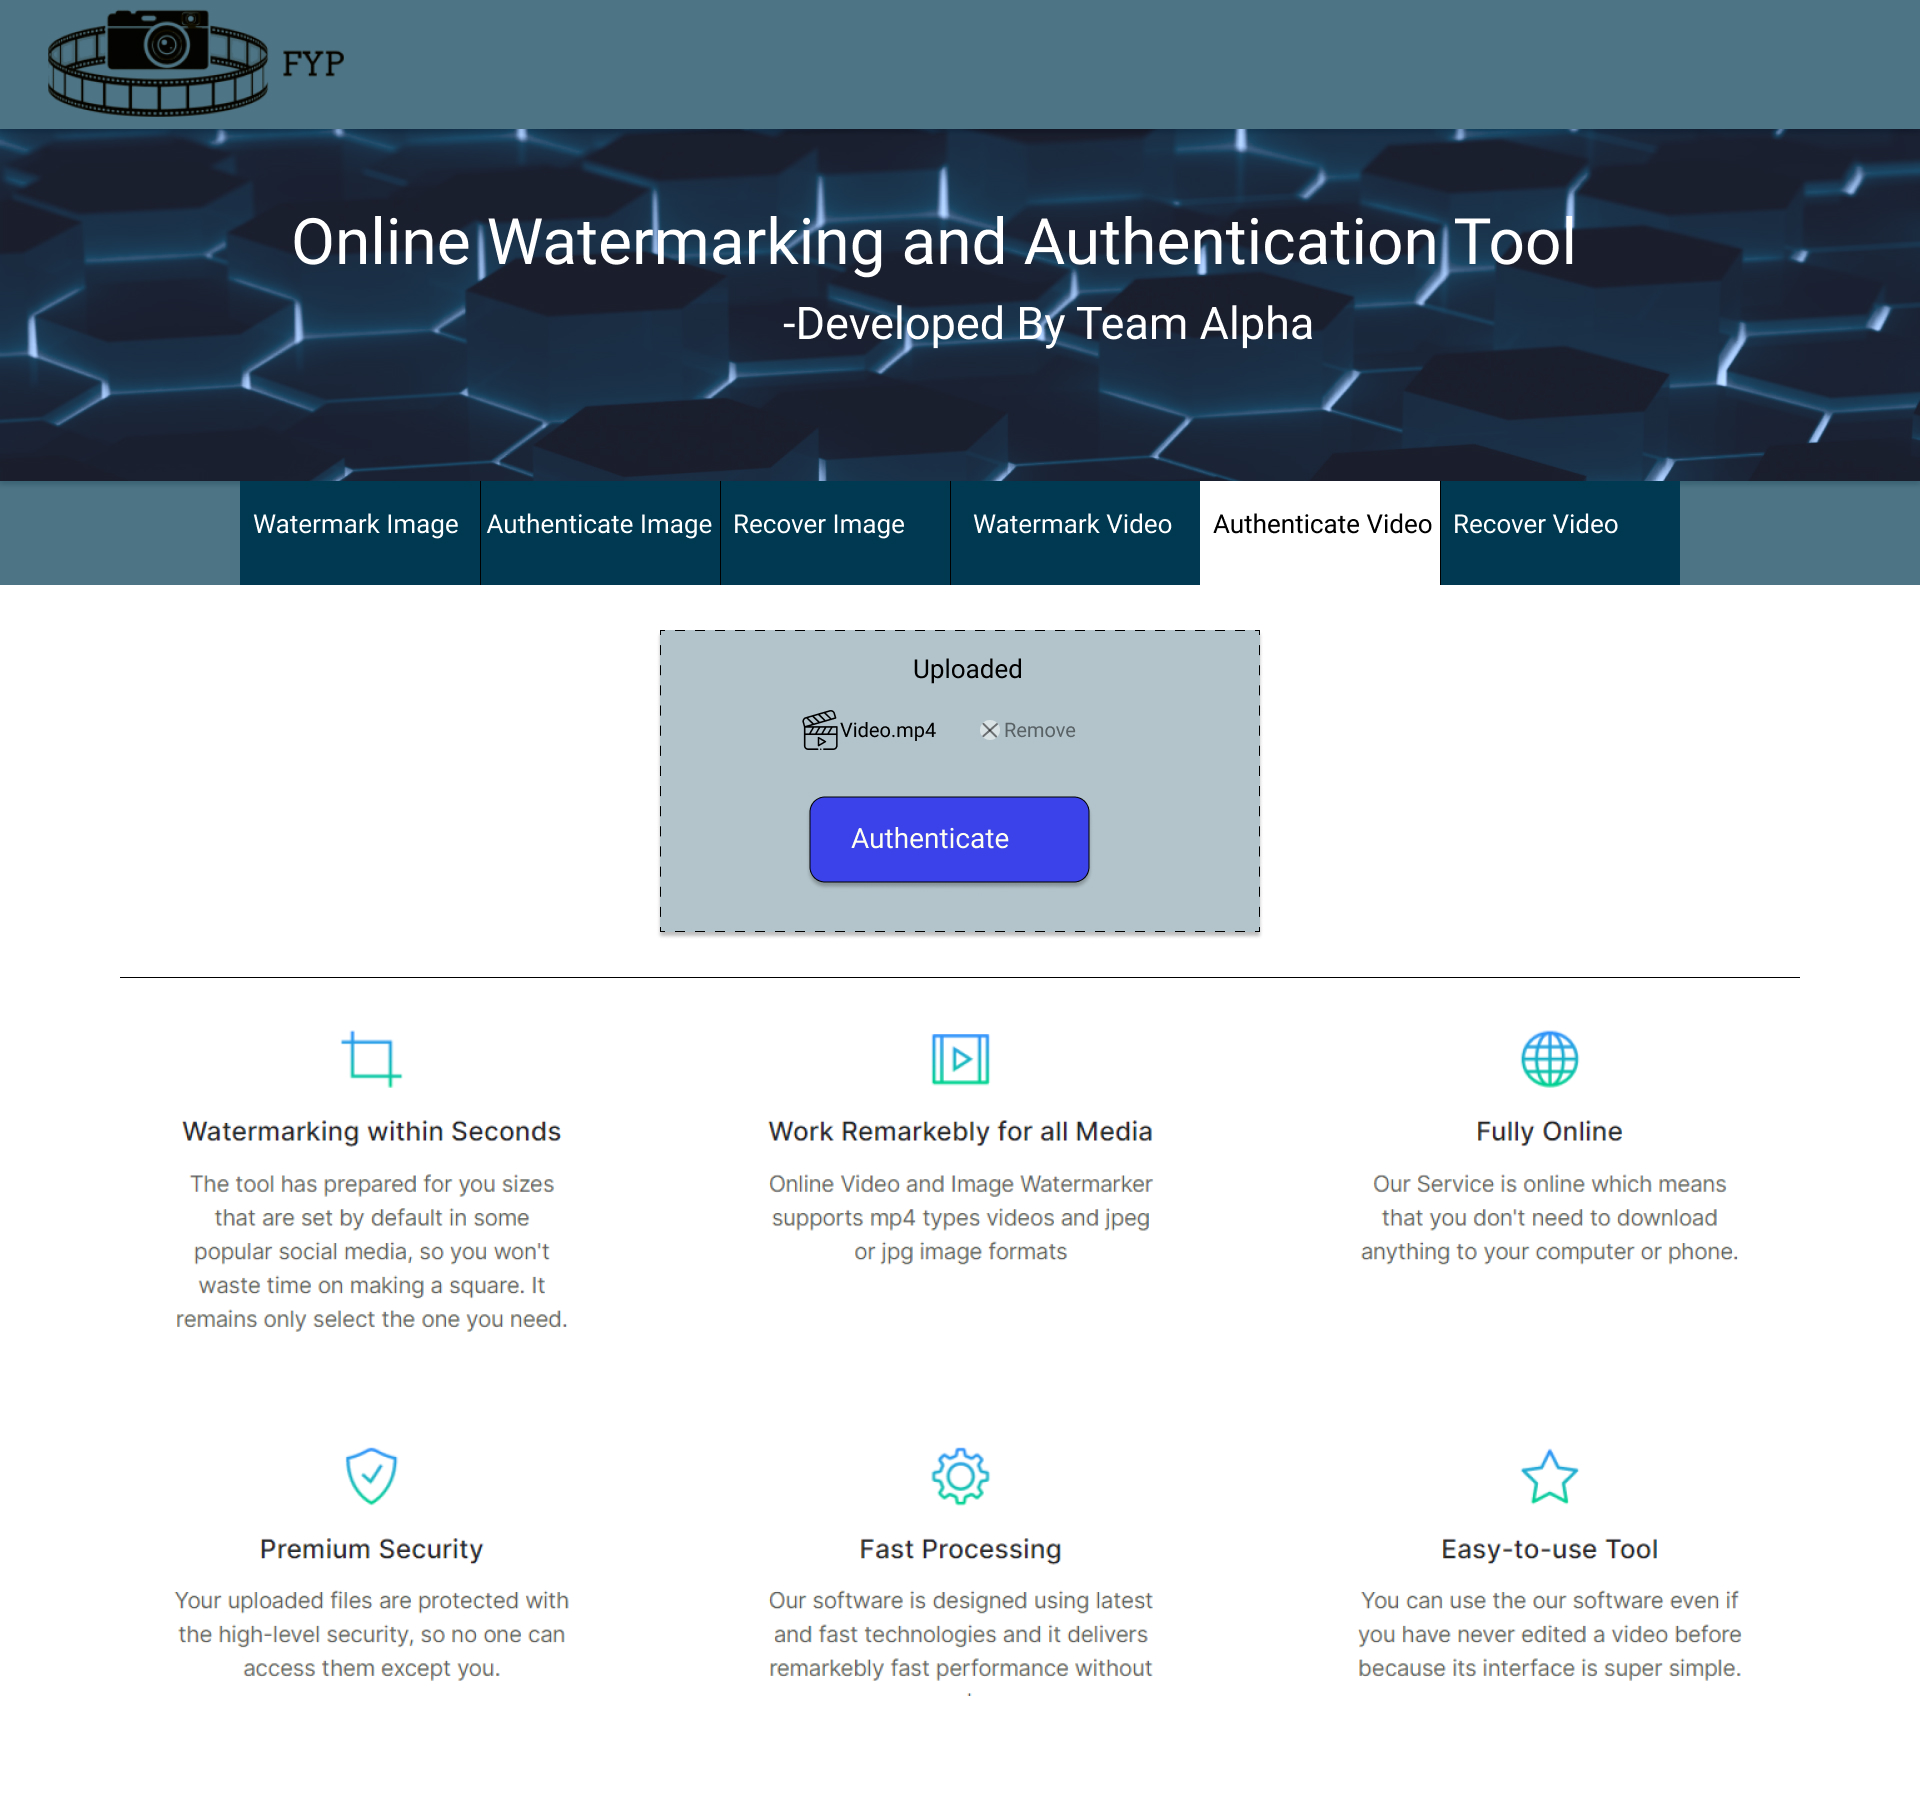 FYP
Online Watermarking and Authentication Tool
-Developed By Team Alpha
Watermark Image
Authenticate Image
Recover Image
Watermark Video
Authenticate Video
Recover Video
Uploaded
Video.mp4
Remove
Authenticate
Watermarking within Seconds
The tool has prepared for you sizes
that are set by default in some
popular social media, so you won't
waste time on making a square. It
remains only select the one you need.
Work Remarkebly for all Media
Online Video and Image Watermarker
supports mp4 types videos and jpeg
or jpg image formats
Fully Online
Our Service is online which means
that you don't need to download
anything to your computer or phone.
Premium Security
Your uploaded files are protected with
the high-level security, so no one can
access them except you.
Fast Processing
Our software is designed using latest
and fast technologies and it delivers
remarkebly fast performance without
Easy-to-use Tool
You can use the our software even if
you have never edited a video before
because its interface is super simple.